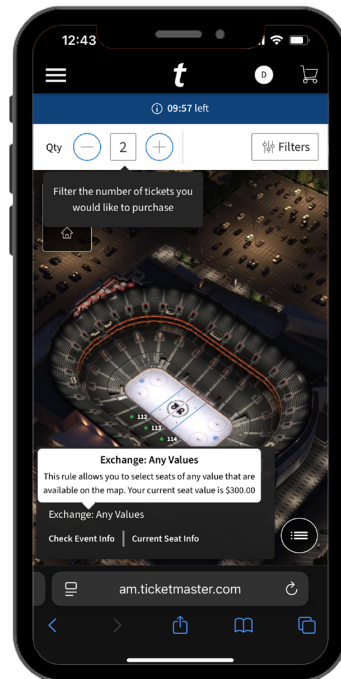 12:43
t
D
09:57 left
Qty
2
Filters
Filter the number of tickets you
would like to purchase
112
113
114
Exchange: Any Values
This rule allows you to select seats of any value that are
available on the map. Your current seat value is $300.00
Exchange: Any Values
Check Event Info
Current Seat Info
am.ticketmaster.com